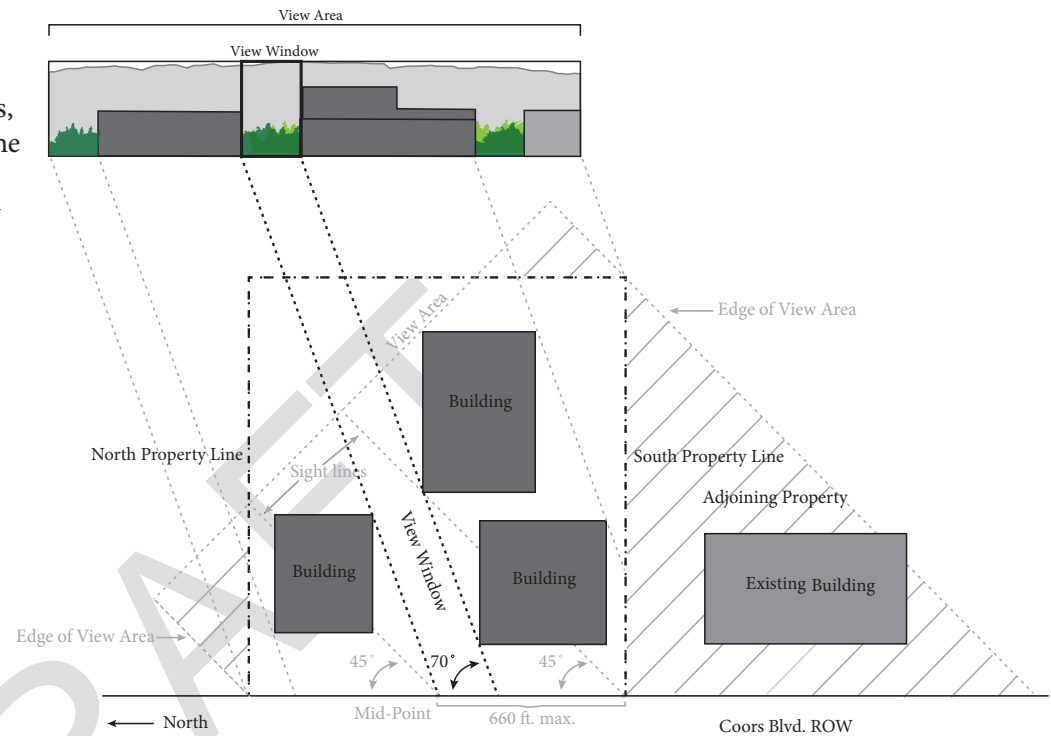 View Area
View Window
s,
ne
View Area
Edge of View Area
Building
North Property Line
South Property Line
Sight lines
Adjoining Property
View Window
Building
Building
Existing Building
Edge of View Area
45°
70°
45°
Mid-Point
660 ft. max.
North
Coors Blvd. ROW